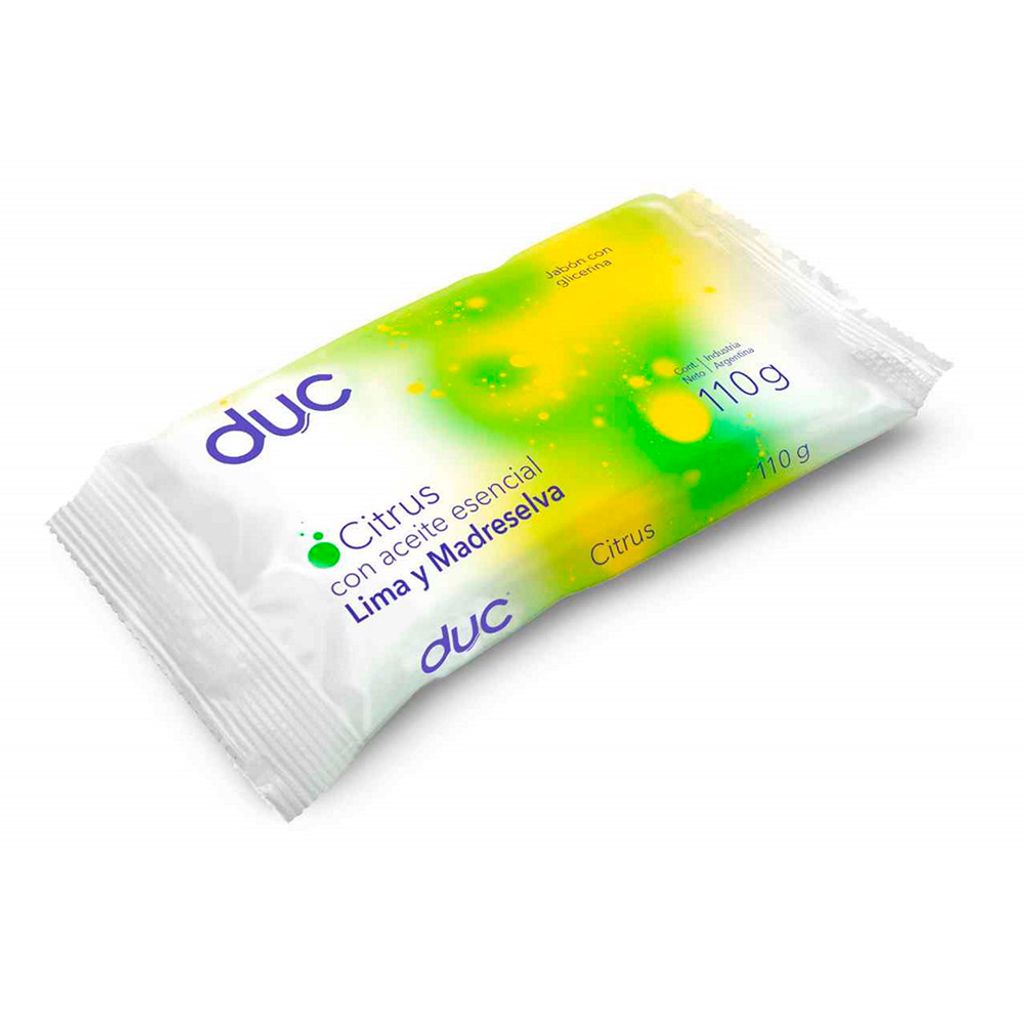 Jabón con
glicerina
duc
Cont. | Industria
Neto | Argentina
110 g
Citrus
con aceite esencial
Lima y Madreselva
duc
Citrus
110 g